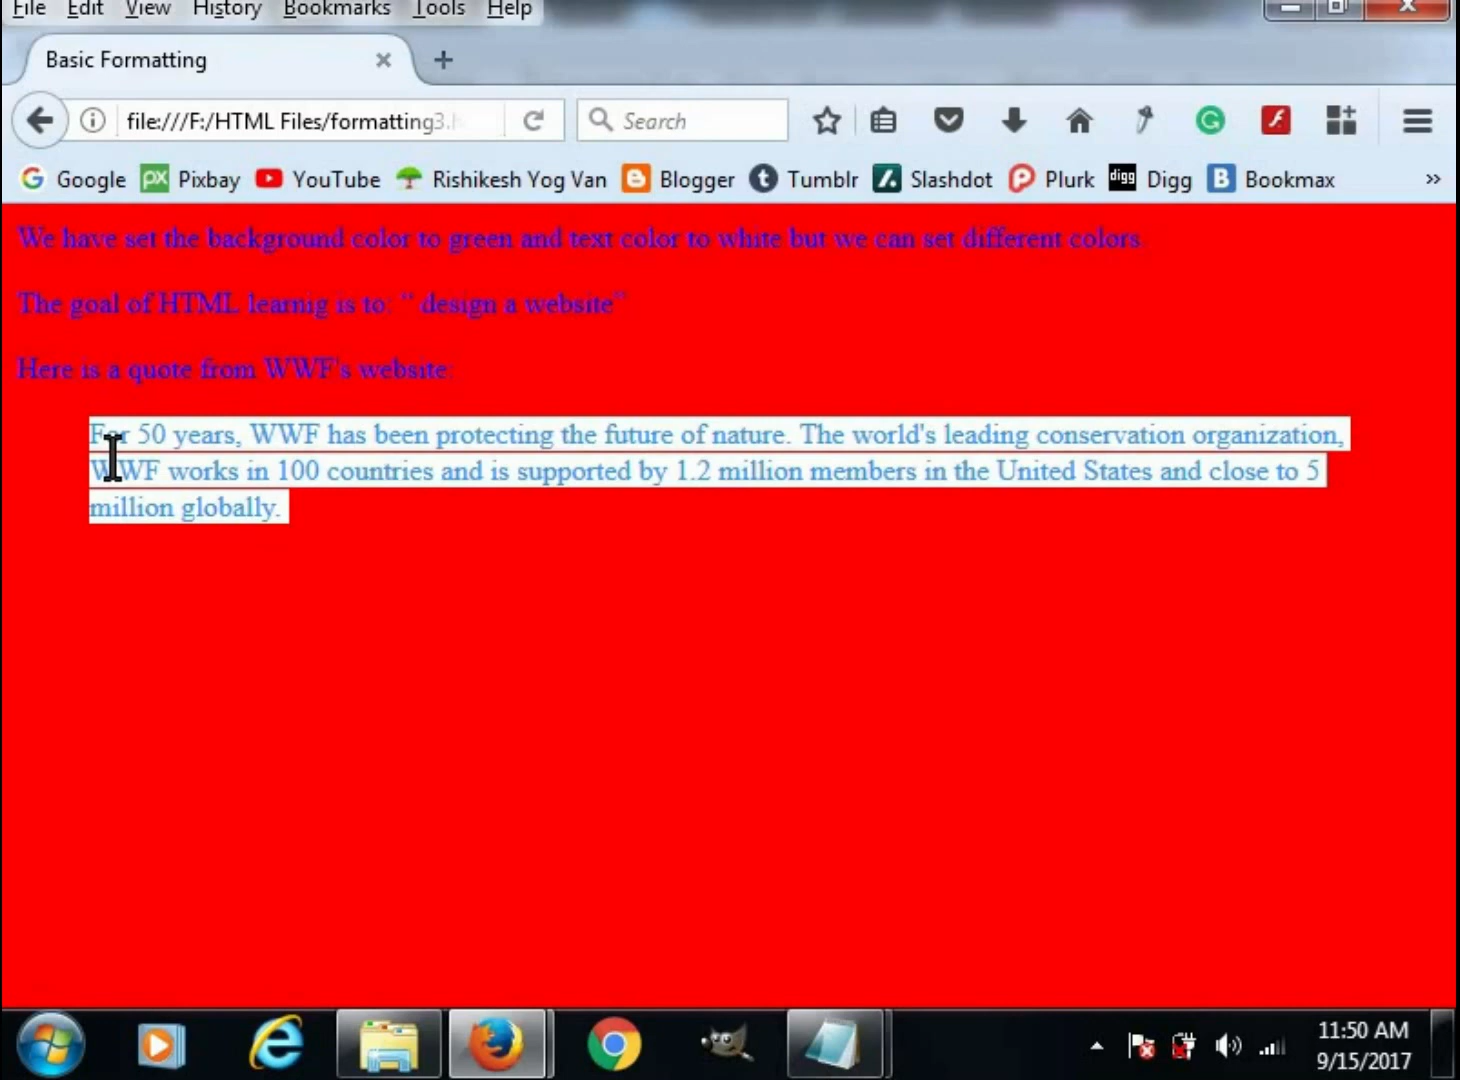 File Edit View History Bookmarks Tools Help
Basic Formatting
file:///F:/HTML Files/formatting3.h Search
Google px Pixbay YouTube Rishikesh Yog Van Blogger Tumblr Slashdot Plurk digg Digg B Bookmax »
We have set the background color to green and text color to white but we can set different colors
The goal of HTML learnig is to: " design a website"
Here is a quote from WWF's website:
For 50 years, WWF has been protecting the future of nature. The world's leading conservation organization,
WWF works in 100 countries and is supported by 1.2 million members in the United States and close to 5
million globally.
11:50 AM
9/15/2017